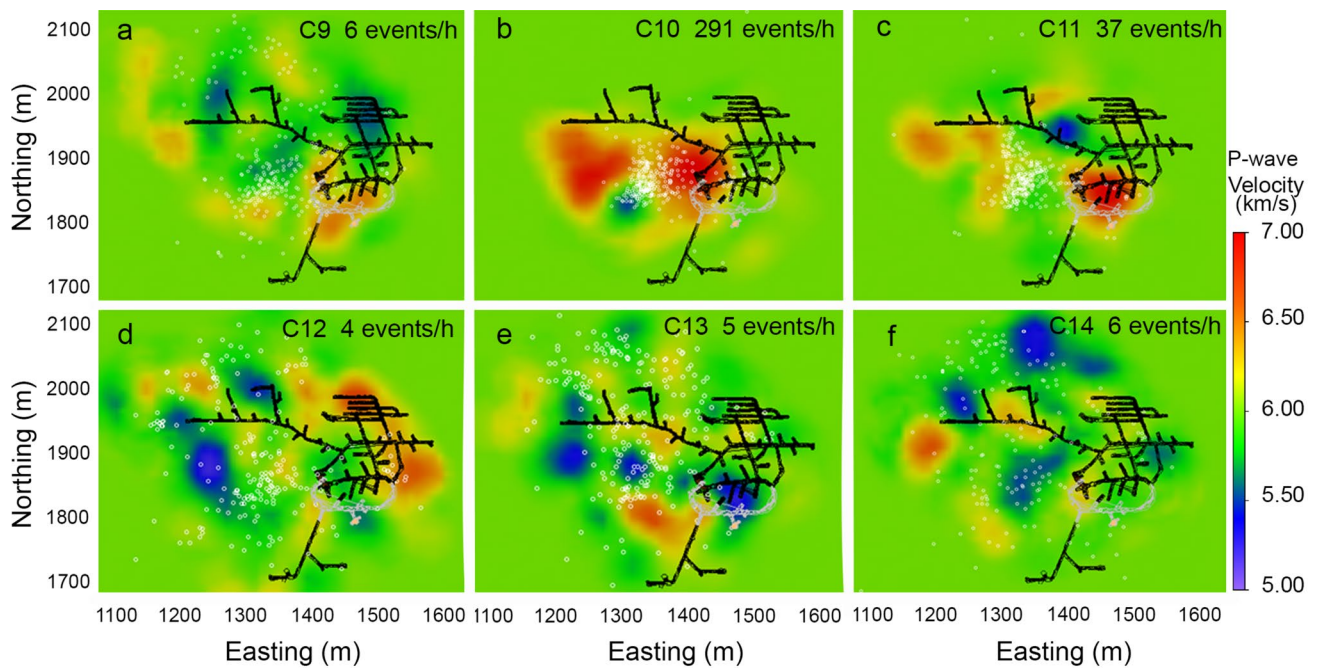 a C9 6 events/h
b C10 291 events/h
c C11 37 events/h
2100
2000
1900
1800
1700
Northing (m)
d C12 4 events/h
e C13 5 events/h
f C14 6 events/h
2100
2000
1900
1800
1700
Northing (m)
1100 1200 1300 1400 1500 1600
1100 1200 1300 1400 1500 1600
1100 1200 1300 1400 1500 1600
Easting (m)
Easting (m)
Easting (m)
P-wave
Velocity
(km/s)
7.00
6.50
6.00
5.50
5.00